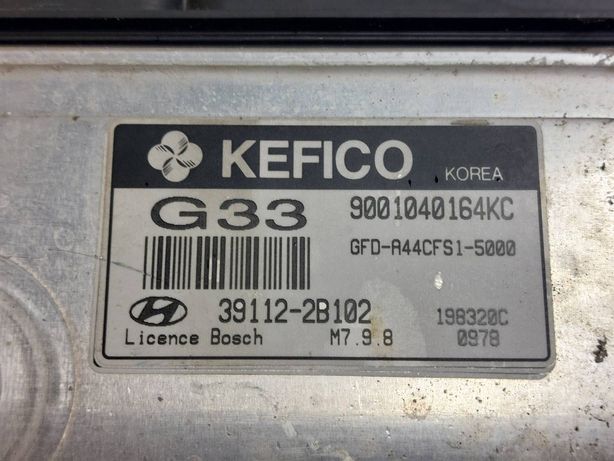 KEFICO KOREA
G33 9001040164KC
GFD-A44CFS1-5000
39112-2B102 198320C
Licence Bosch M7.9.8 0978